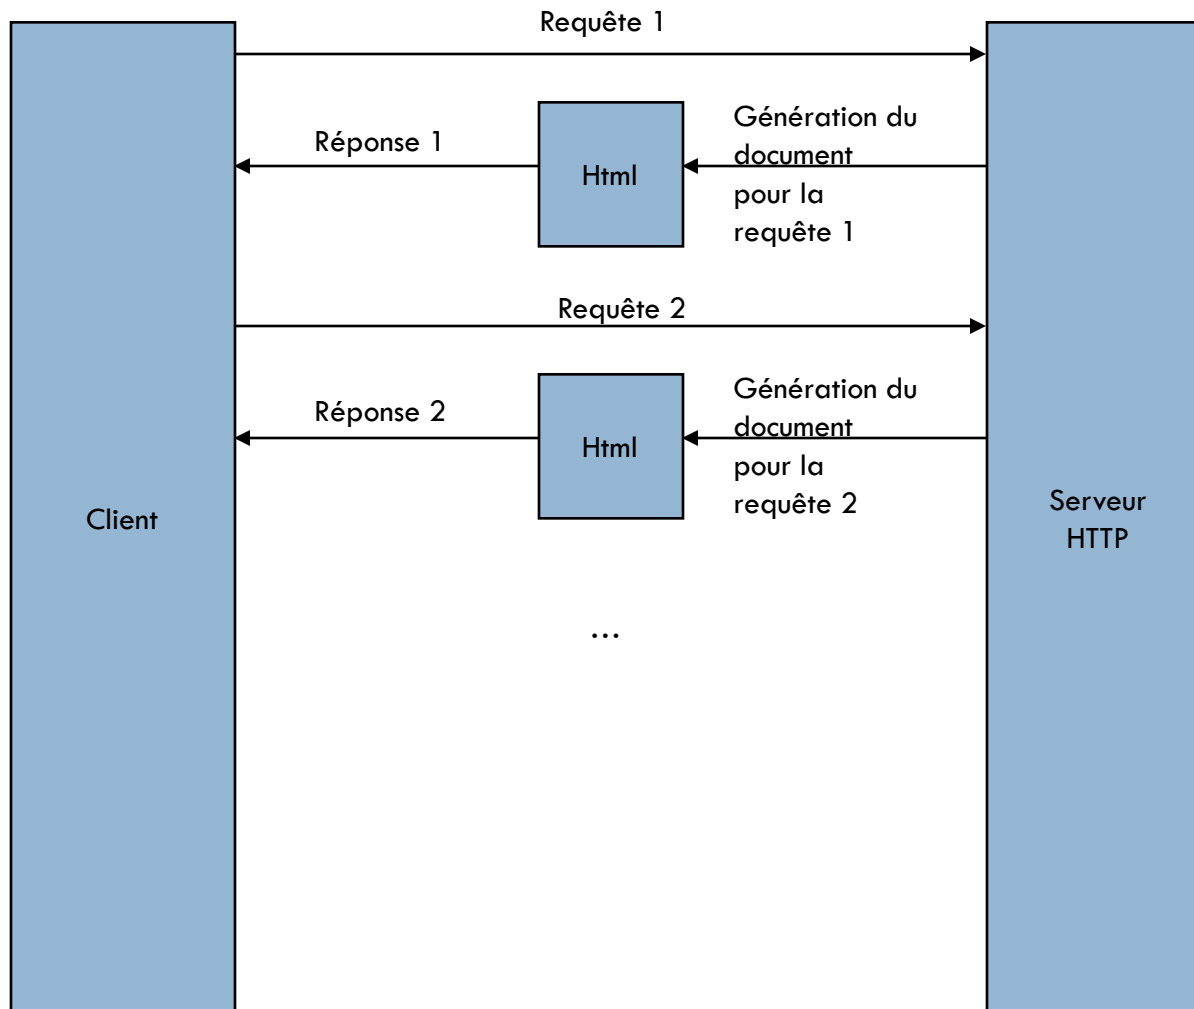 Requête 1
Réponse 1
Html
Génération du
document
pour la
requête 1
Requête 2
Réponse 2
Html
Génération du
document
pour la
requête 2
Client
Serveur
HTTP
...